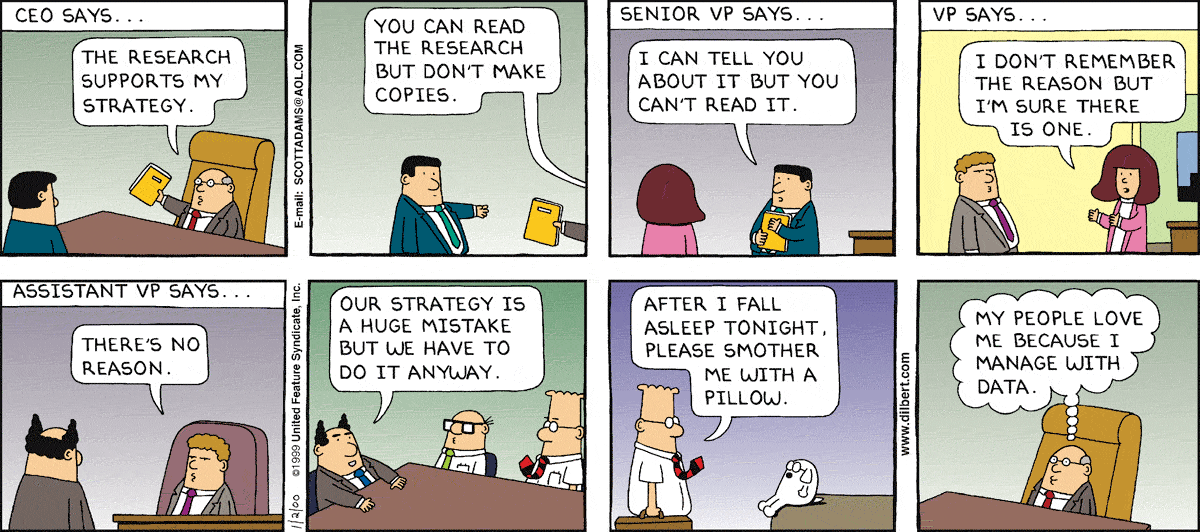 CEO SAYS...
THE RESEARCH
SUPPORTS MY
STRATEGY.
E-mail: SCOTTADAMS@AOL.COM
YOU CAN READ
THE RESEARCH
BUT DON'T MAKE
COPIES.
SENIOR VP SAYS...
I CAN TELL YOU
ABOUT IT BUT YOU
CAN'T READ IT.
VP SAYS...
I DON'T REMEMBER
THE REASON BUT
I'M SURE THERE
IS ONE.
ASSISTANT VP SAYS...
THERE'S NO
REASON.
1/2/00 ©1999 United Feature Syndicate, Inc.
OUR STRATEGY IS
A HUGE MISTAKE
BUT WE HAVE TO
DO IT ANYWAY.
AFTER I FALL
ASLEEP TONIGHT,
PLEASE SMOTHER
ME WITH A
PILLOW.
www.dilbert.com
MY PEOPLE LOVE
ME BECAUSE I
MANAGE WITH
DATA.